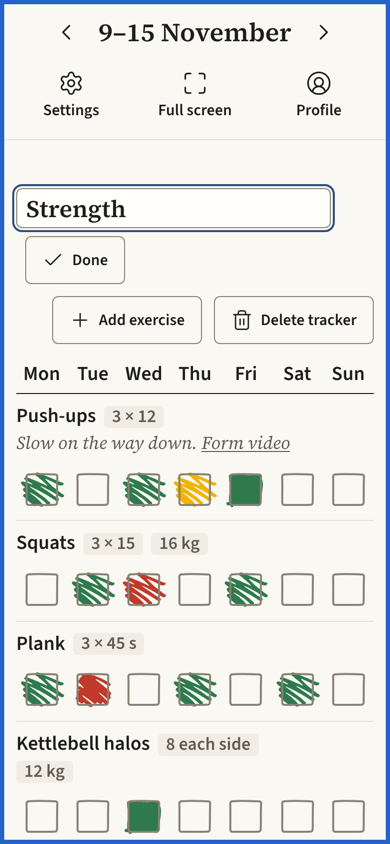 9–15 November
Settings Full screen Profile
Strength
Done
Add exercise Delete tracker
Mon Tue Wed Thu Fri Sat Sun
Push-ups 3 × 12
Slow on the way down. Form video
Squats 3 × 15 16 kg
Plank 3 × 45 s
Kettlebell halos 8 each side
12 kg